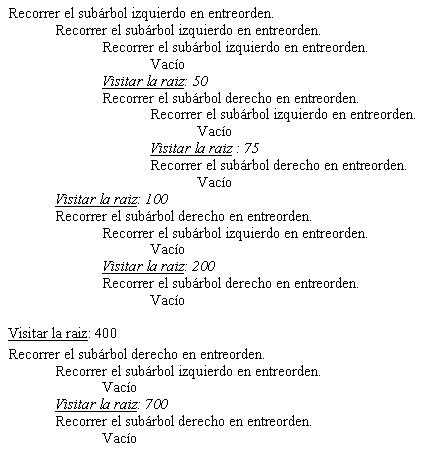 Recorrer el subárbol izquierdo en entreorden.
Recorrer el subárbol izquierdo en entreorden.
Recorrer el subárbol izquierdo en entreorden.
Vacío
Visitar la raiz: 50
Recorrer el subárbol derecho en entreorden.
Recorrer el subárbol izquierdo en entreorden.
Vacío
Visitar la raiz : 75
Recorrer el subárbol derecho en entreorden.
Vacío
Visitar la raiz: 100
Recorrer el subárbol derecho en entreorden.
Recorrer el subárbol izquierdo en entreorden.
Vacío
Visitar la raiz: 200
Recorrer el subárbol derecho en entreorden.
Vacío
Visitar la raiz: 400
Recorrer el subárbol derecho en entreorden.
Recorrer el subárbol izquierdo en entreorden.
Vacío
Visitar la raiz: 700
Recorrer el subárbol derecho en entreorden.
Vacío